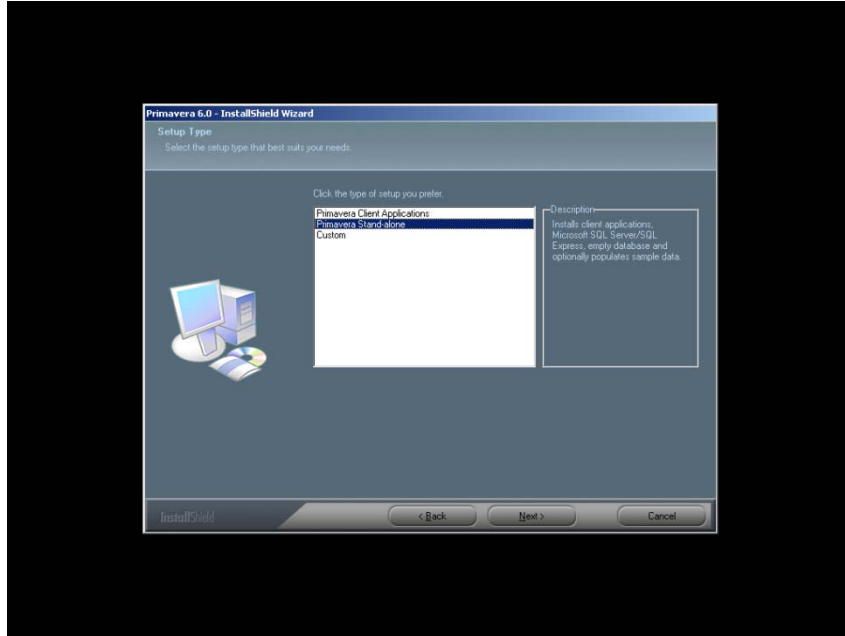 Primavera 6.0 - InstallShield Wizard
Setup Type
Select the setup type that best suits your needs.
Click the type of setup you prefer.
Primavera Client Applications
Primavera Stand-alone
Custom
Description
Installs client applications,
Microsoft SQL Server/SQL
Express, empty database and
optionally populates sample data.
InstallShield
< Back
Next >
Cancel